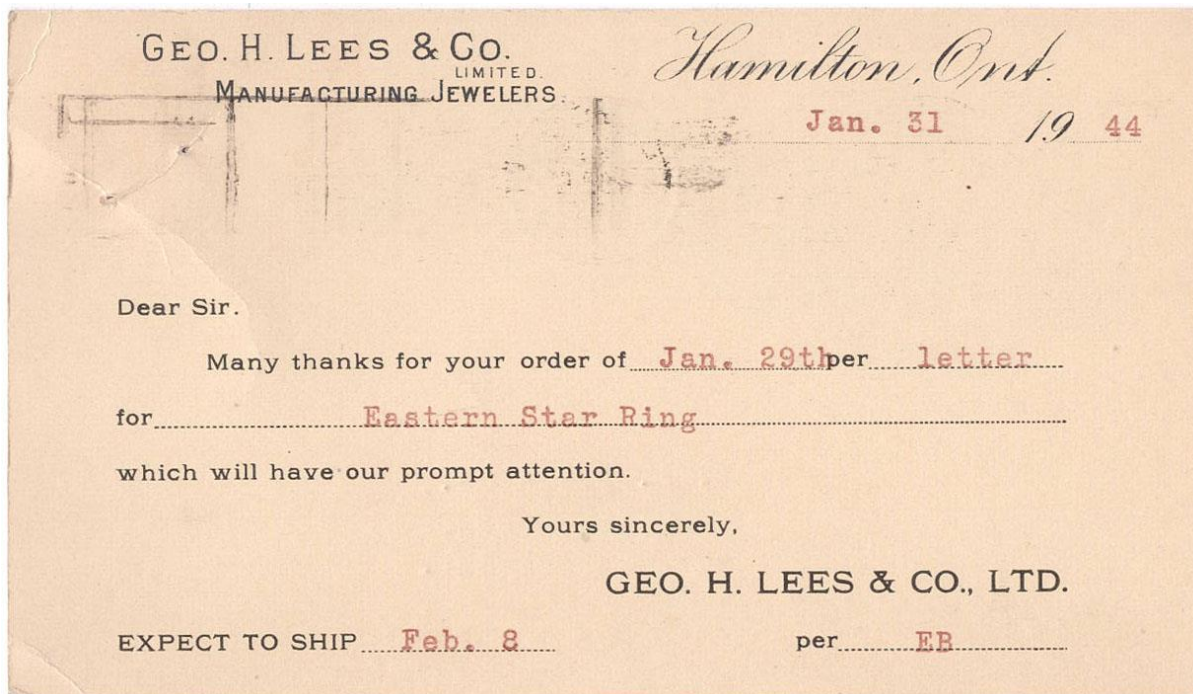 GEO. H. LEES & CO.
LIMITED.
MANUFACTURING JEWELERS.
Hamilton, Ont.
Jan. 31 19 44
Dear Sir.
Many thanks for your order of Jan. 29th per letter
for Eastern Star Ring
which will have our prompt attention.
Yours sincerely,
GEO. H. LEES & CO., LTD.
EXPECT TO SHIP Feb. 8 per EB